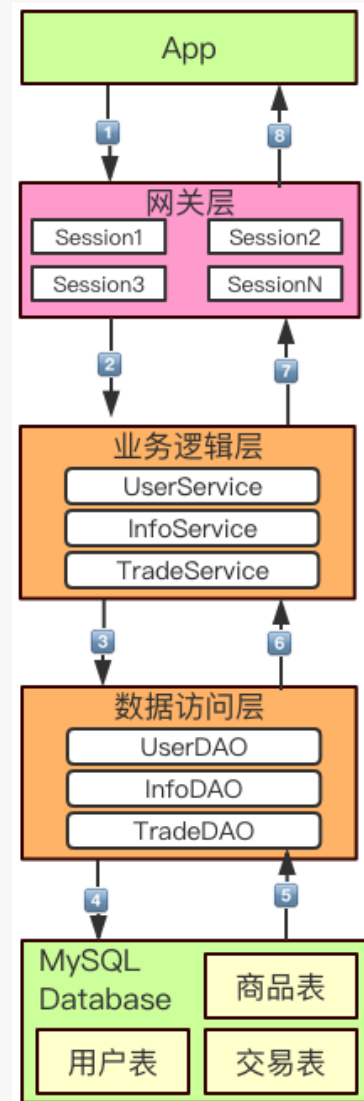 App
1
8
网关层
Session1
Session2
Session3
SessionN
2
7
业务逻辑层
UserService
InfoService
TradeService
3
6
数据访问层
UserDAO
InfoDAO
TradeDAO
4
5
MySQL
Database
商品表
用户表
交易表